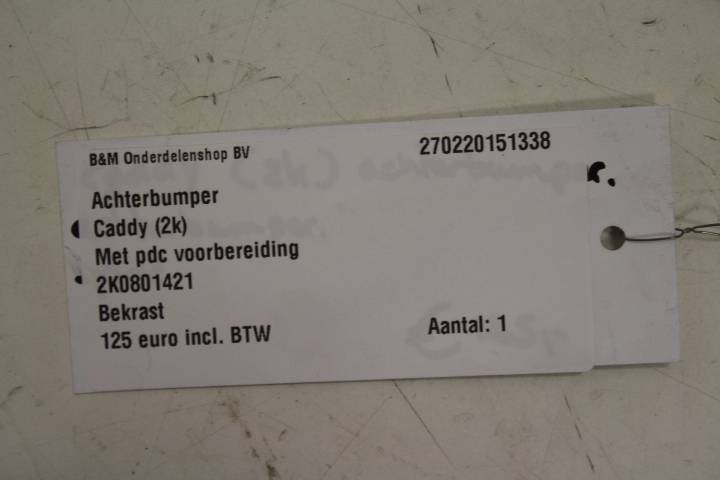 B&M Onderdelenshop BV 270220151338
Achterbumper
Caddy (2k)
Met pdc voorbereiding
2K0801421
Bekrast
125 euro incl. BTW Aantal: 1